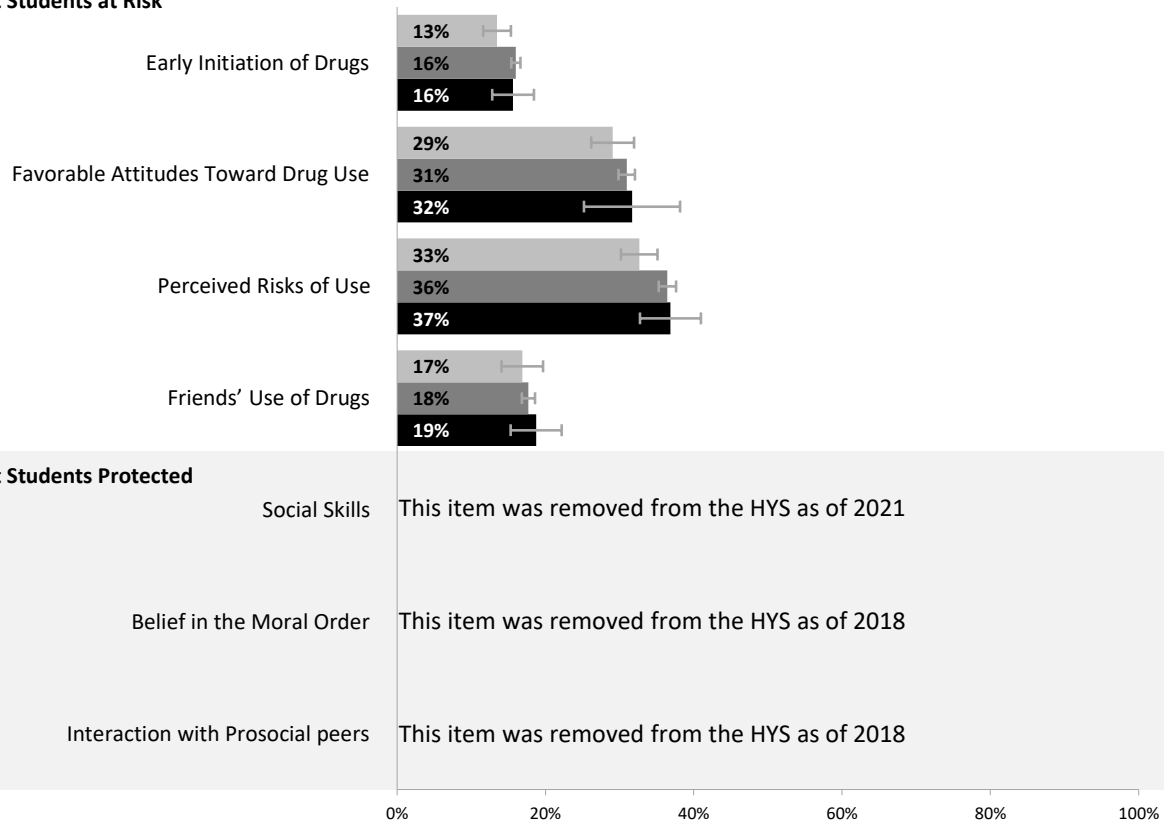 Students at Risk
13%
Early Initiation of Drugs 16%
16%
29%
Favorable Attitudes Toward Drug Use 31%
32%
33%
Perceived Risks of Use 36%
37%
17%
Friends’ Use of Drugs 18%
19%
Students Protected
Social Skills This item was removed from the HYS as of 2021
Belief in the Moral Order This item was removed from the HYS as of 2018
Interaction with Prosocial peers This item was removed from the HYS as of 2018
0% 20% 40% 60% 80% 100%